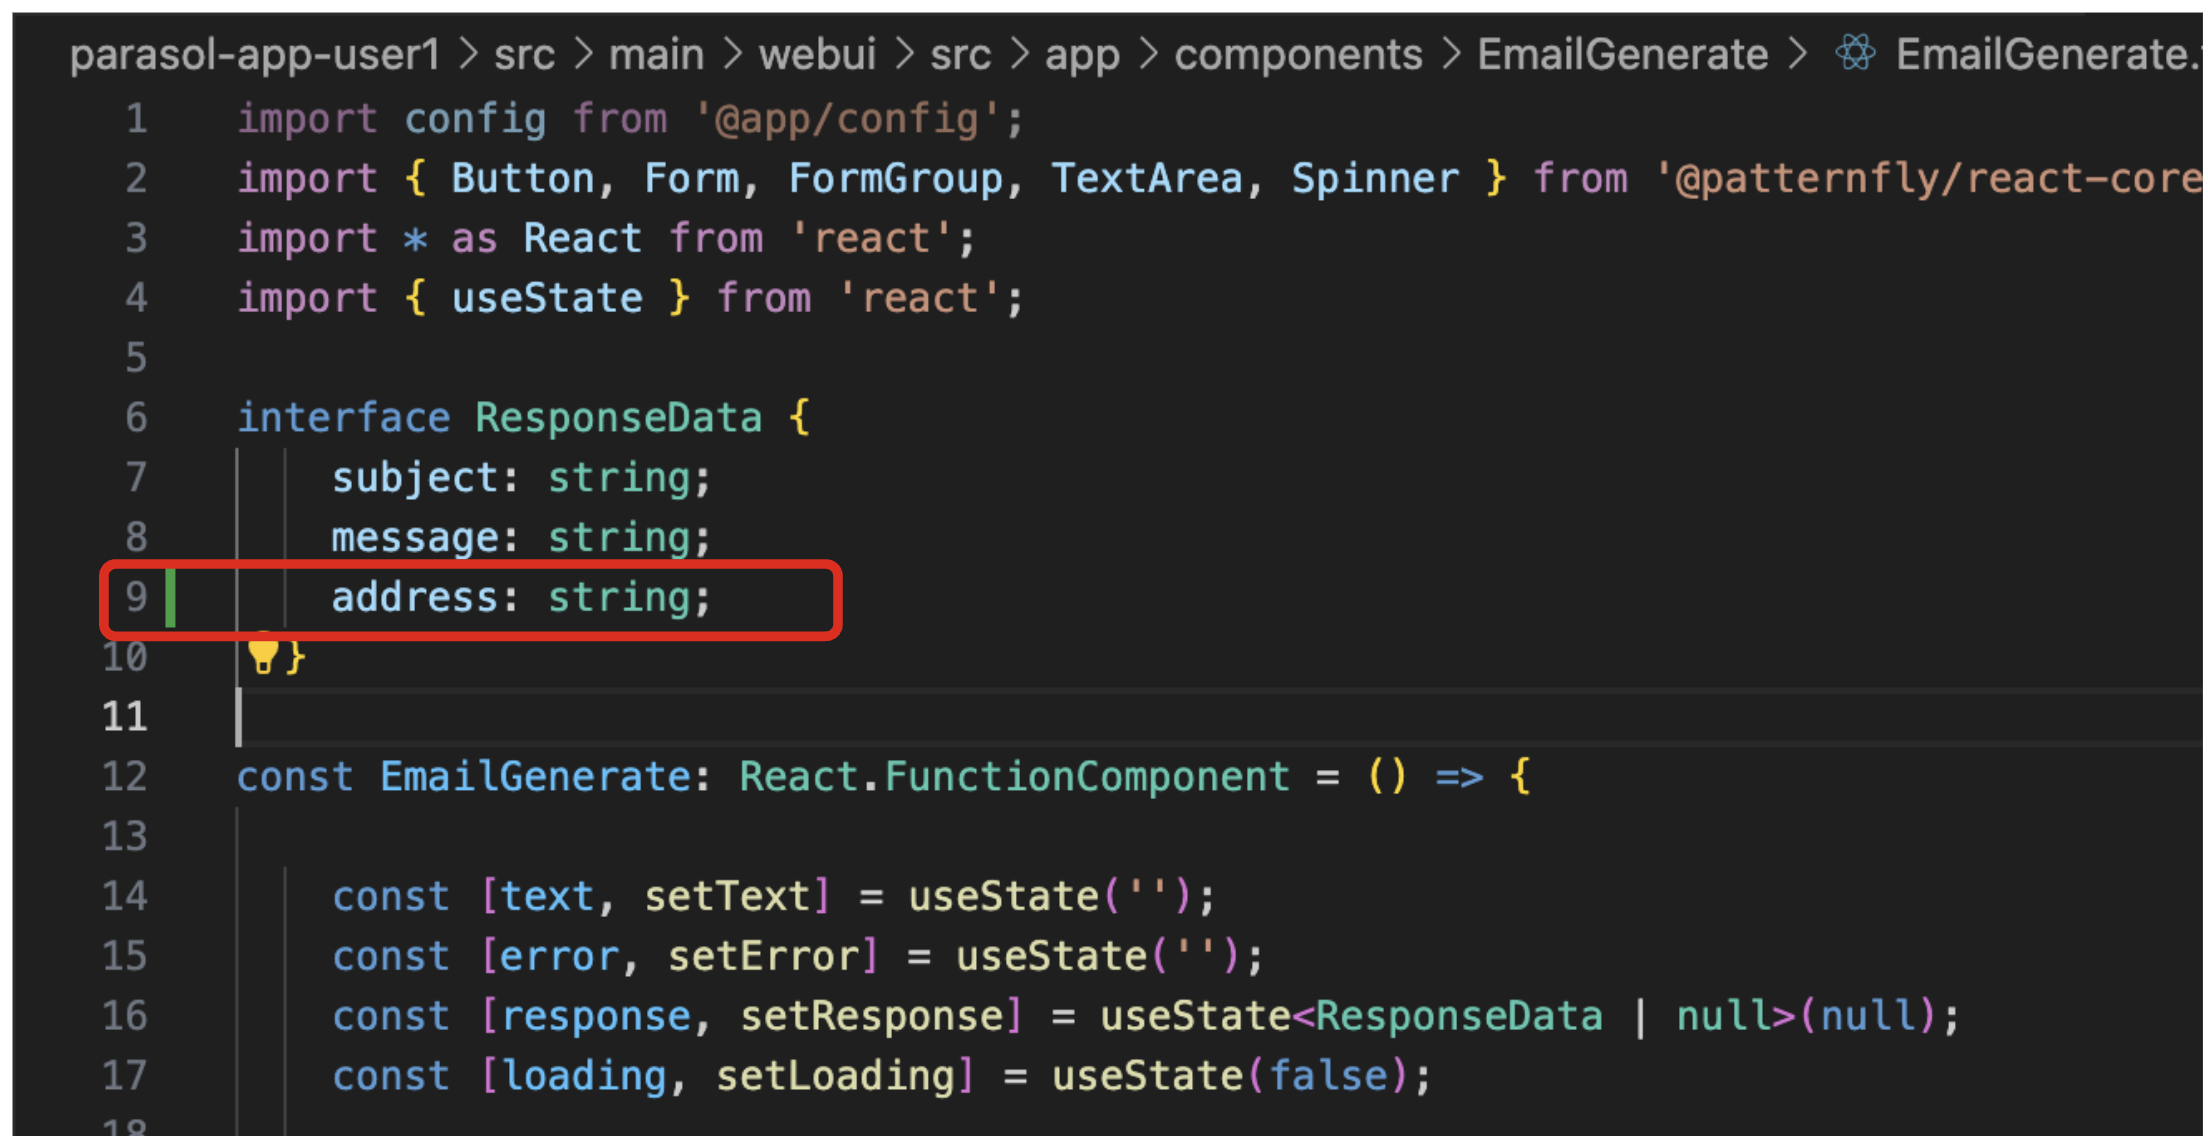 parasol-app-user1 > src > main > webui > src > app > components > EmailGenerate > EmailGenerate.
1 import config from '@app/config';
2 import { Button, Form, FormGroup, TextArea, Spinner } from '@patternfly/react-core
3 import * as React from 'react';
4 import { useState } from 'react';
5
6 interface ResponseData {
7 subject: string;
8 message: string;
9 address: string;
10 }
11
12 const EmailGenerate: React.FunctionComponent = () => {
13
14 const [text, setText] = useState('');
15 const [error, setError] = useState('');
16 const [response, setResponse] = useState<ResponseData | null>(null);
17 const [loading, setLoading] = useState(false);
18